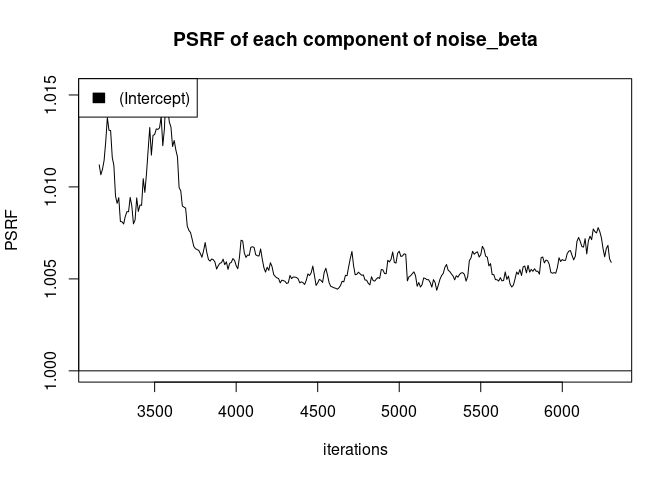 PSRF of each component of noise_beta
(Intercept)
PSRF
1.015
1.010
1.005
1.000
3500 4000 4500 5000 5500 6000
iterations